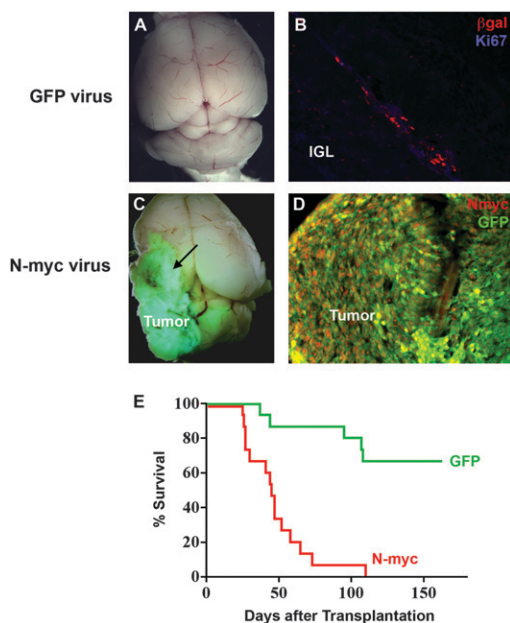 A
B
βgal
Ki67
GFP virus
IGL
C
D
Nmyc
GFP
N-myc virus
Tumor
Tumor
E
100
80
60
40
20
0
% Survival
GFP
N-myc
0
50
100
150
Days after Transplantation